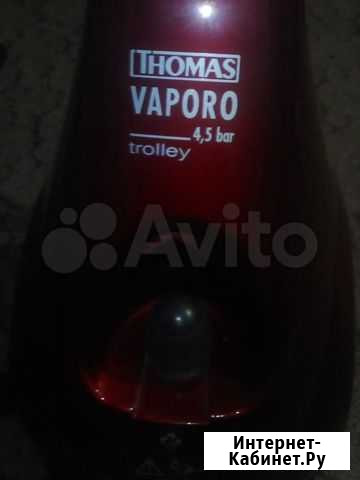 THOMAS
VAPORO
4,5 bar
trolley
Avito
Интернет-
Кабинет.Ру